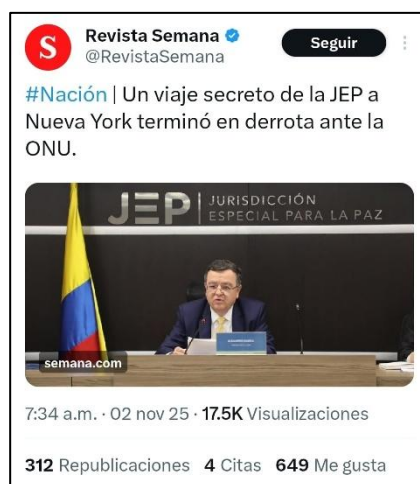 S
Revista Semana
@RevistaSemana
Seguir
#Nación | Un viaje secreto de la JEP a
Nueva York terminó en derrota ante la
ONU.
JEP | JURISDICCIÓN
ESPECIAL PARA LA PAZ
semana.com
7:34 a.m. · 02 nov 25 · 17.5K Visualizaciones
312 Republicaciones 4 Citas 649 Me gusta